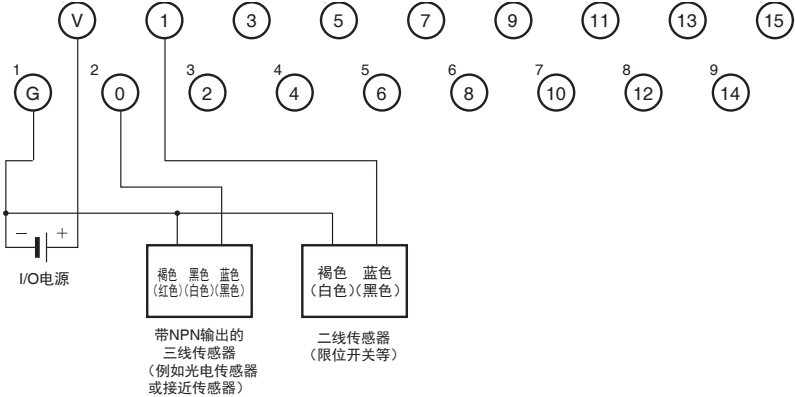 V 1 3 5 7 9 11 13 15
1 2 3 4 5 6 7 8 9
G 0 2 4 6 8 10 12 14
− +
I/O电源
褐色 黑色 蓝色
（红色）（白色）（黑色）
褐色 蓝色
（白色）（黑色）
带NPN输出的
三线传感器
（例如光电传感器
或接近传感器）
二线传感器
（限位开关等）